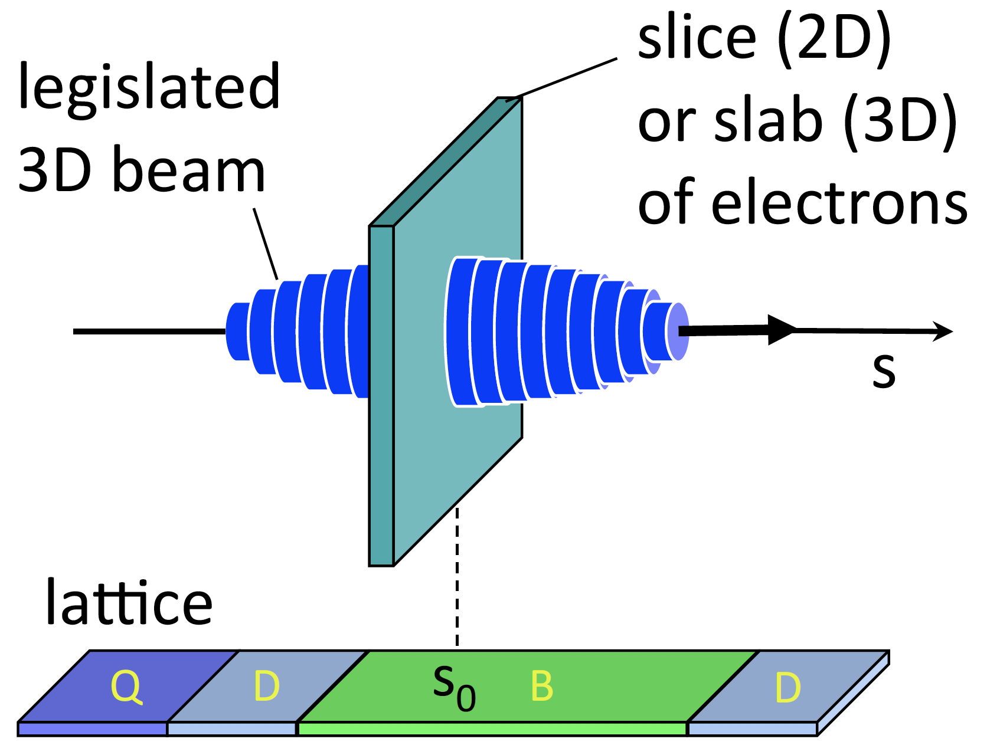 legislated
3D beam
slice (2D)
or slab (3D)
of electrons
s
lattice
Q
D
s₀
B
D